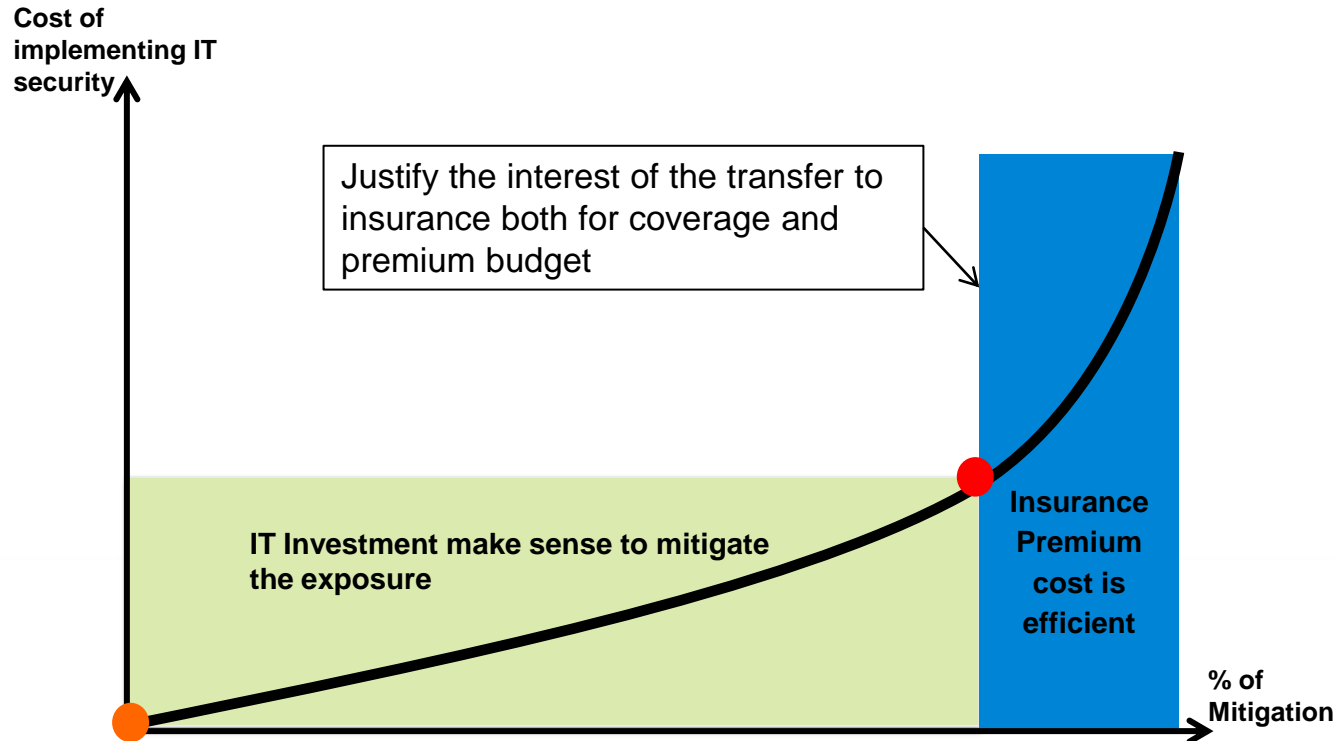 Cost of
implementing IT
security
Justify the interest of the transfer to
insurance both for coverage and
premium budget
IT Investment make sense to mitigate
the exposure
Insurance
Premium
cost is
efficient
% of
Mitigation